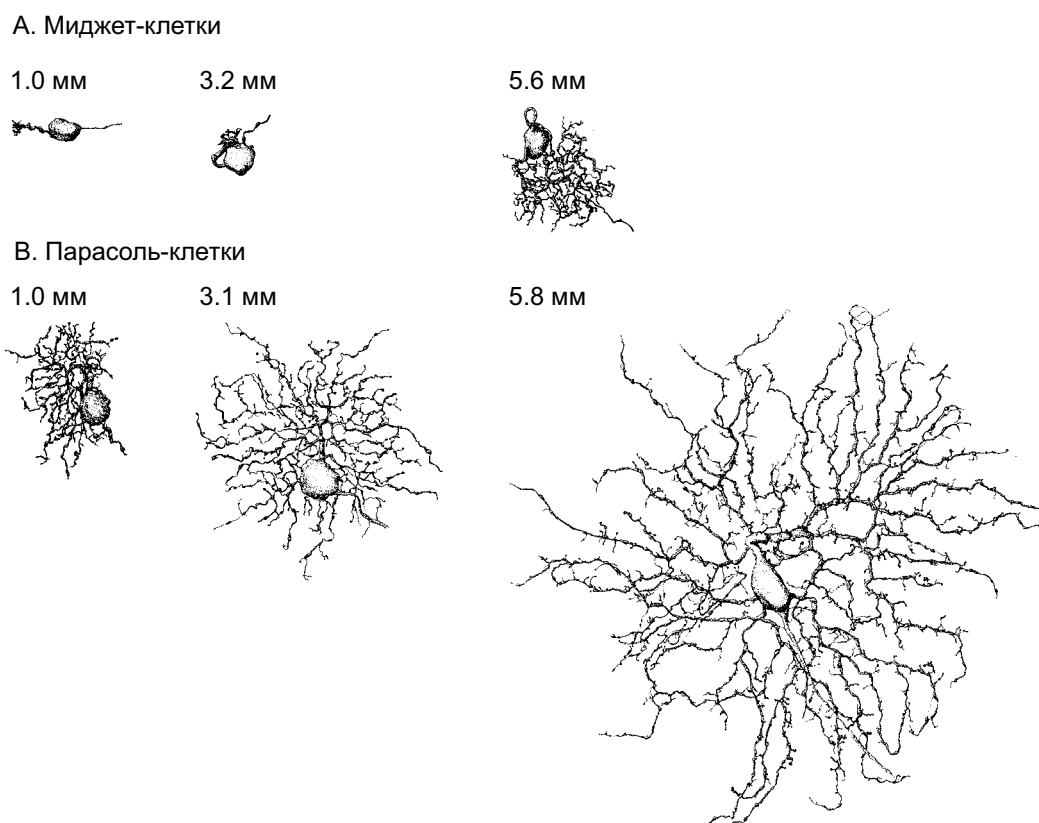 А. Миджет-клетки
1.0 мм 3.2 мм 5.6 мм
В. Парасоль-клетки
1.0 мм 3.1 мм 5.8 мм